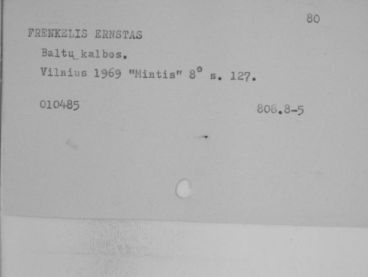 80
FRENKELIS ERNSTAS
Baltų kalbos.
Vilnius 1969 "Mintis" 8° s. 127.
010485 808.8-5